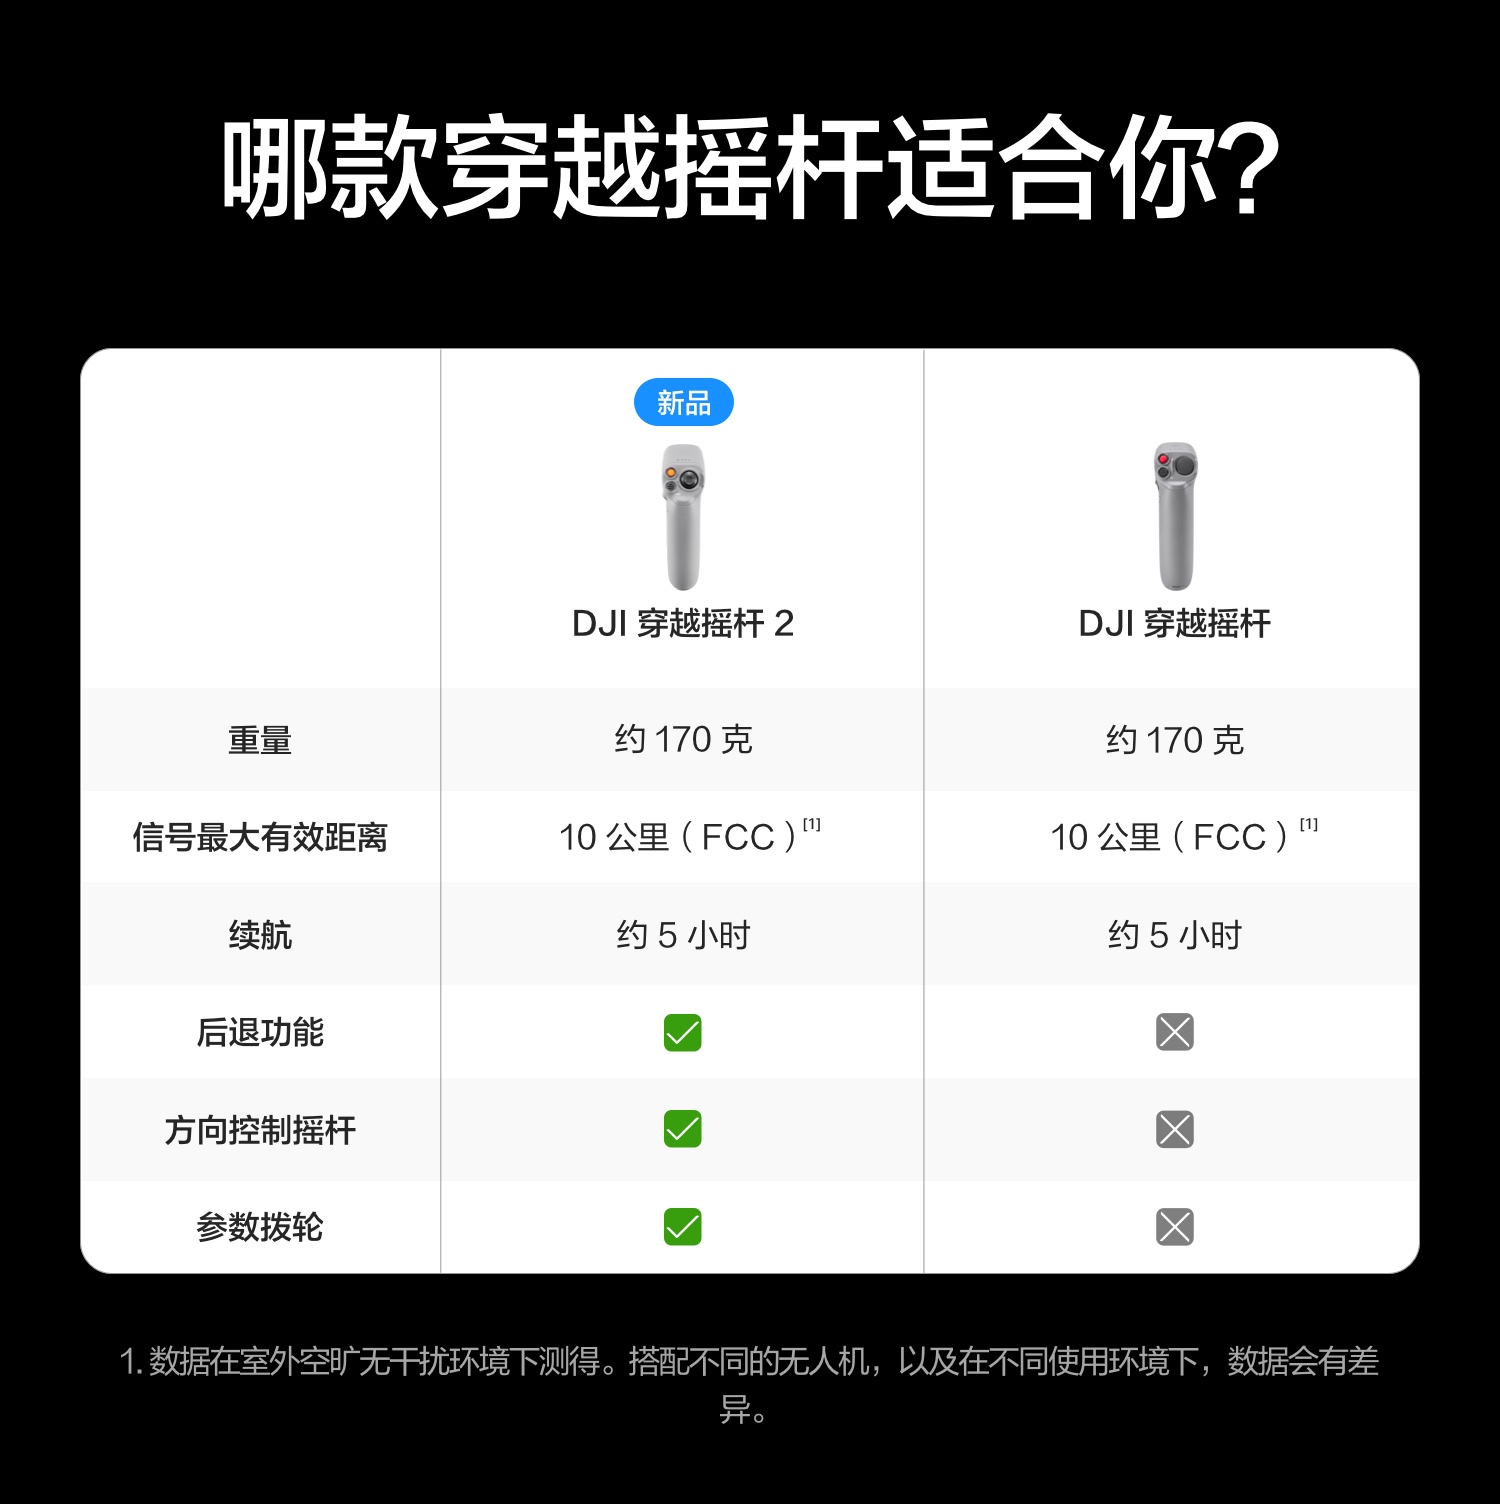 哪款穿越摇杆适合你?
新品
DJI 穿越摇杆 2
DJI 穿越摇杆
重量
约 170 克
约 170 克
信号最大有效距离
10 公里（FCC）[1]
10 公里（FCC）[1]
续航
约 5 小时
约 5 小时
后退功能
方向控制摇杆
参数拨轮
1. 数据在室外空旷无干扰环境下测得。搭配不同的无人机，以及在不同使用环境下，数据会有差
异。